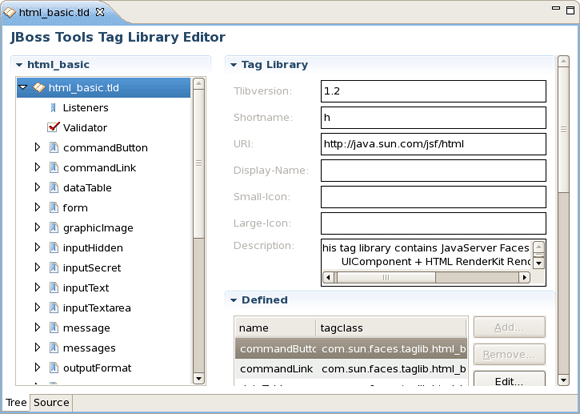 html_basic.tld
JBoss Tools Tag Library Editor
html_basic
html_basic.tld
Listeners
Validator
commandButton
commandLink
dataTable
form
graphicImage
inputHidden
inputSecret
inputText
inputTextarea
message
messages
outputFormat
Tag Library
Tlibversion: 1.2
Shortname: h
URI: http://java.sun.com/jsf/html
Display-Name:
Small-Icon:
Large-Icon:
Description: his tag library contains JavaServer Faces
UIComponent + HTML RenderKit Rend
Defined
name tagclass
commandButto com.sun.faces.taglib.html_b
commandLink com.sun.faces.taglib.html_b
Add...
Remove...
Edit...
Tree Source